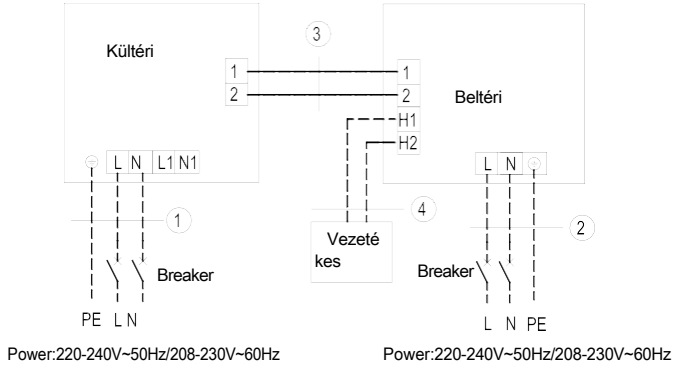 Kültéri
1
2
L N L1 N1
1
Breaker
PE L N
Power:220-240V~50Hz/208-230V~60Hz
3
1
2
H1
H2
Beltéri
L N
4
Vezeté
kes
2
Breaker
L N PE
Power:220-240V~50Hz/208-230V~60Hz